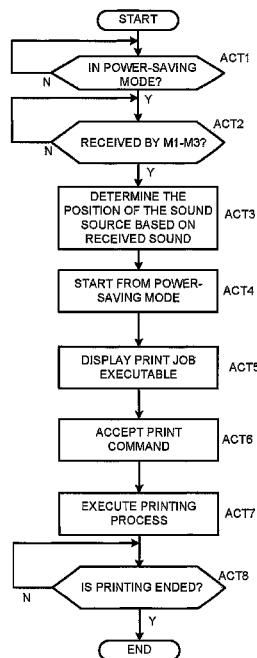 START
IN POWER-SAVING
MODE?
ACT1
N
Y
RECEIVED BY M1-M3?
ACT2
N
Y
DETERMINE THE
POSITION OF THE SOUND
SOURCE BASED ON
RECEIVED SOUND
ACT3
START FROM POWER-
SAVING MODE
ACT4
DISPLAY PRINT JOB
EXECUTABLE
ACT5
ACCEPT PRINT
COMMAND
ACT6
EXECUTE PRINTING
PROCESS
ACT7
IS PRINTING ENDED?
ACT8
N
Y
END